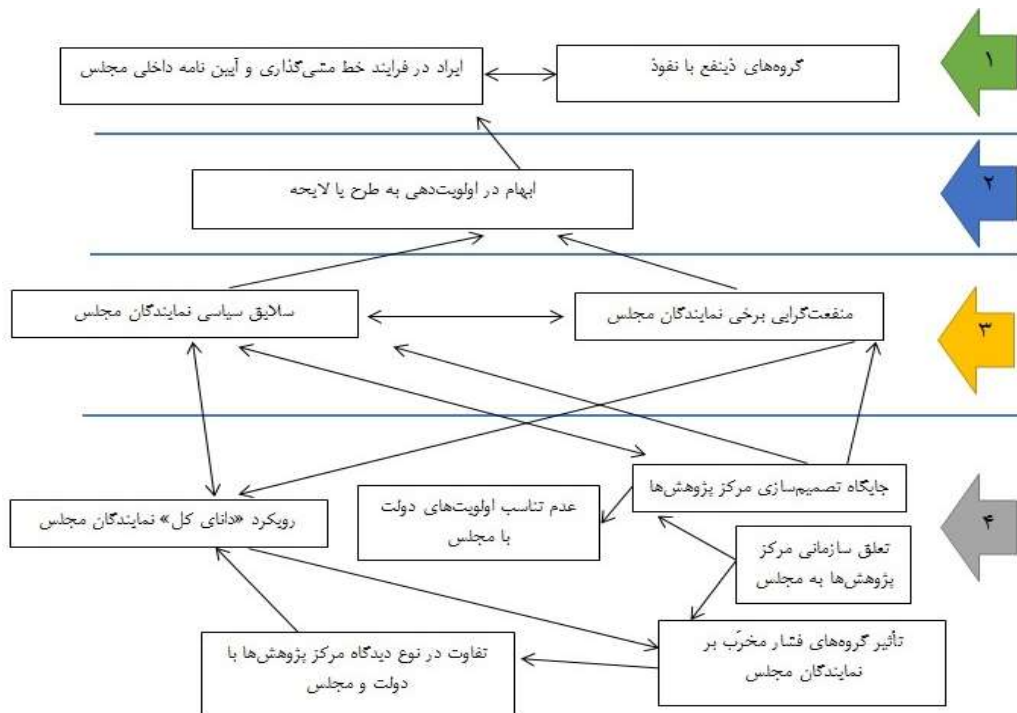 ۱
گروه‌های ذینفع با نفوذ
ایراد در فرایند خط مشی‌گذاری و آیین نامه داخلی مجلس
۲
ابهام در اولویت‌دهی به طرح یا لایحه
۳
منفعت‌گرایی برخی نمایندگان مجلس
سلایق سیاسی نمایندگان مجلس
۴
جایگاه تصمیم‌سازی مرکز پژوهش‌ها
عدم تناسب اولویت‌های دولت
با مجلس
رویکرد «دانای کل» نمایندگان مجلس
تعلق سازمانی مرکز
پژوهش‌ها به مجلس
تأثیر گروه‌های فشار مخرّب بر
نمایندگان مجلس
تفاوت در نوع دیدگاه مرکز پژوهش‌ها با
دولت و مجلس